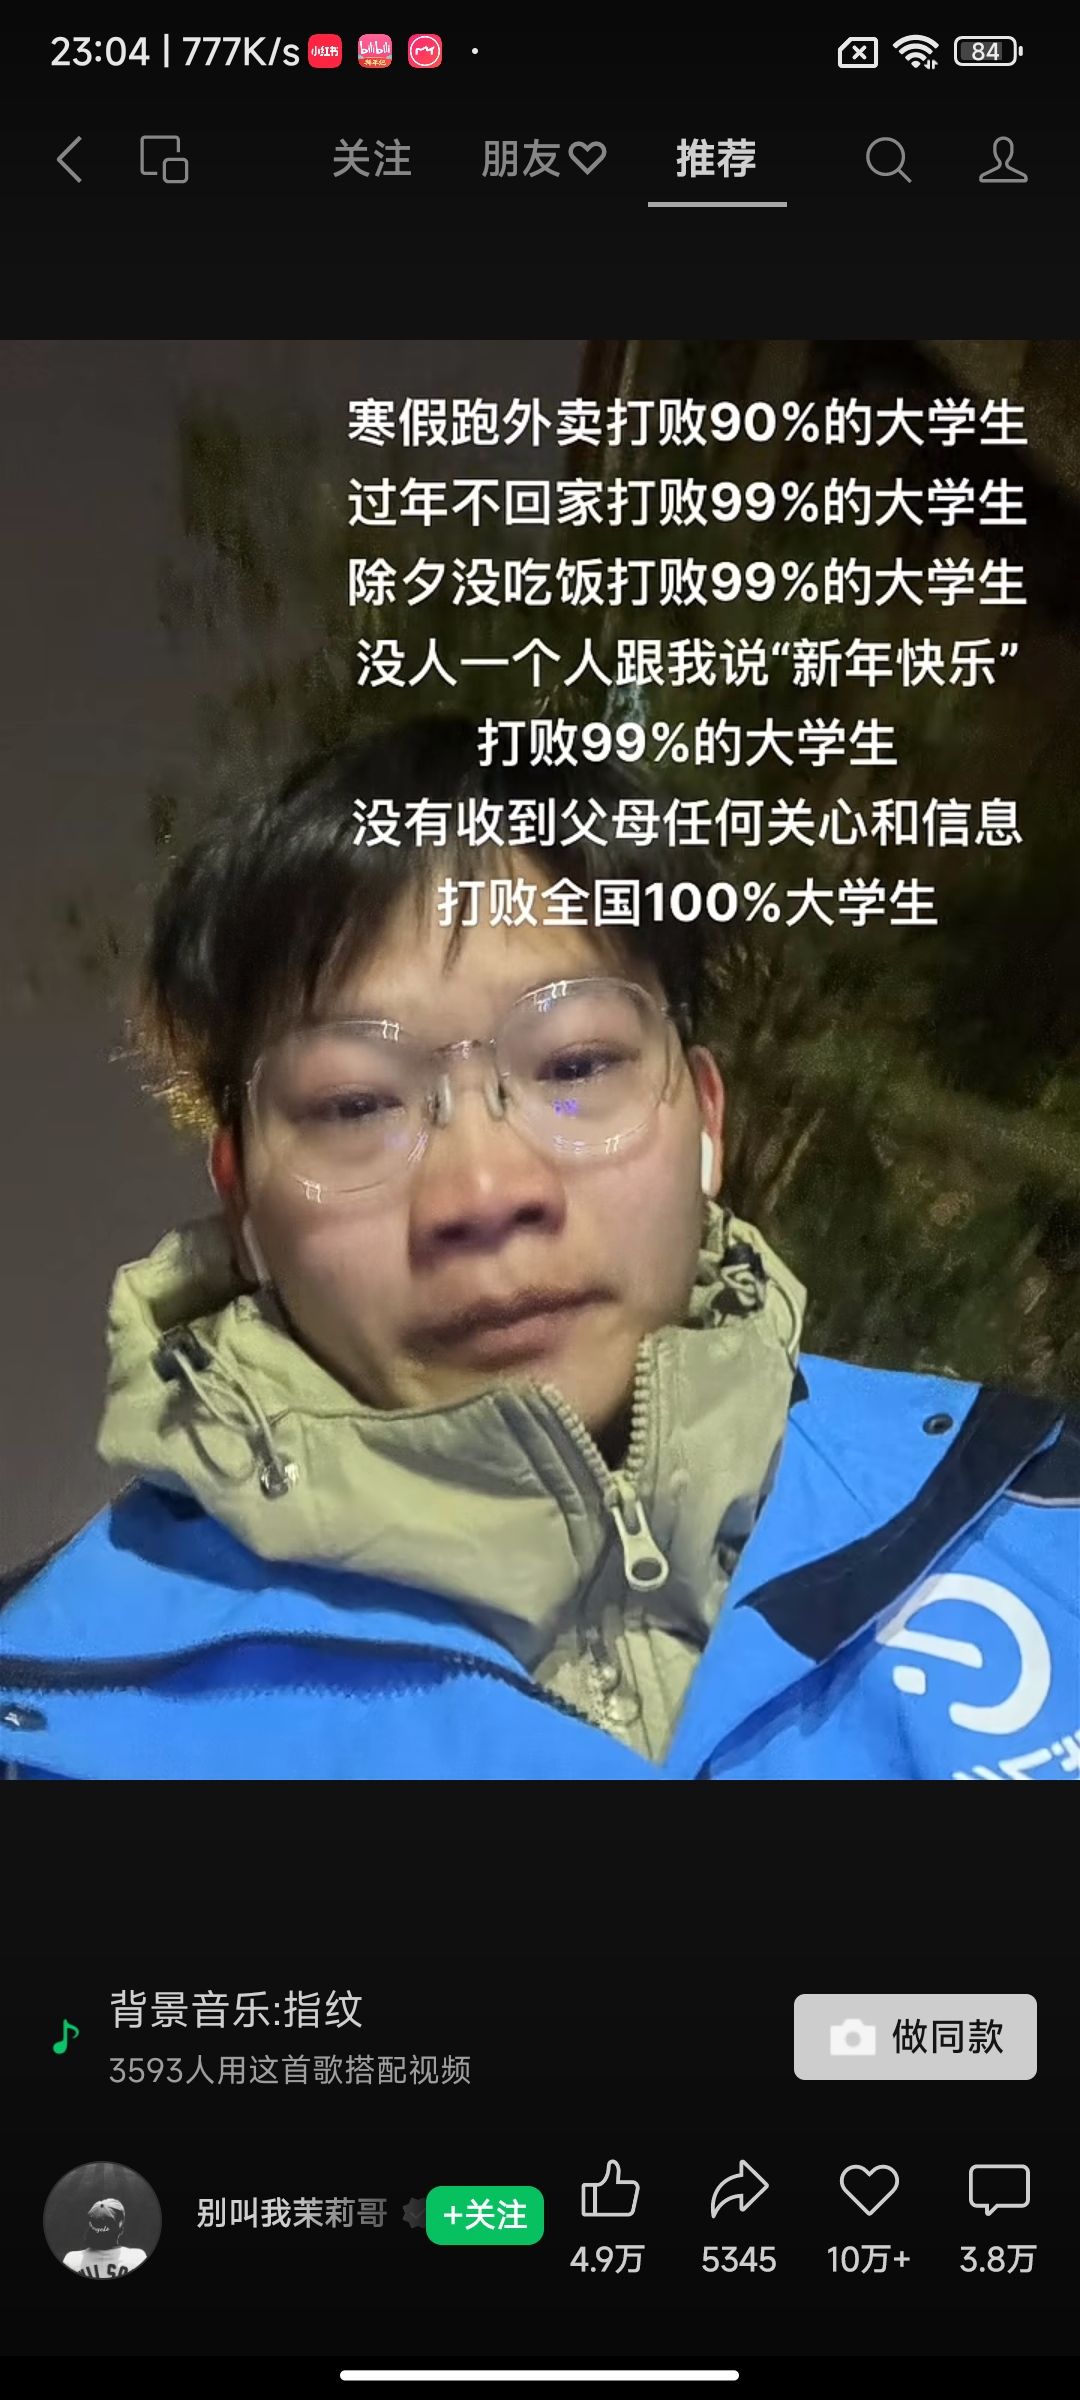 23:04 | 777K/s
小红书
bilibili
84
关注
朋友♡
推荐
寒假跑外卖打败90%的大学生
过年不回家打败99%的大学生
除夕没吃饭打败99%的大学生
没人一个人跟我说“新年快乐”
打败99%的大学生
没有收到父母任何关心和信息
打败全国100%大学生
背景音乐:指纹
3593人用这首歌搭配视频
做同款
别叫我茉莉哥
+关注
4.9万
5345
10万+
3.8万